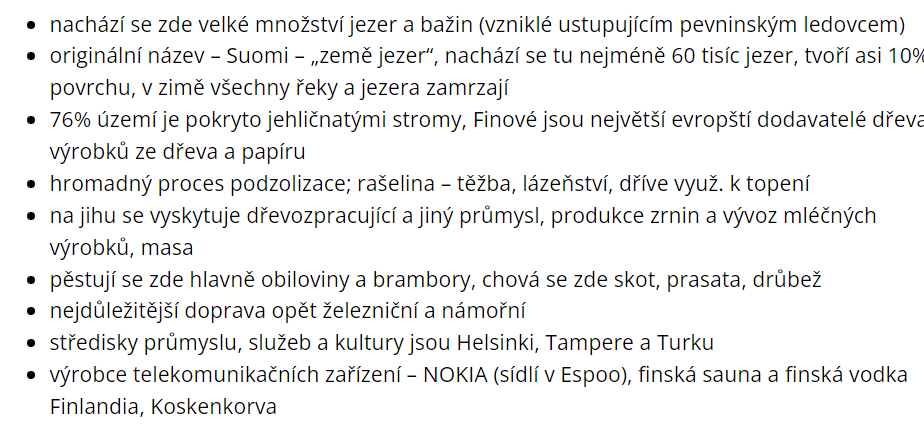 • nachází se zde velké množství jezer a bažin (vzniklé ustupujícím pevninským ledovcem)
• originální název – Suomi – „země jezer“, nachází se tu nejméně 60 tisíc jezer, tvoří asi 10%
povrchu, v zimě všechny řeky a jezera zamrzají
• 76% území je pokryto jehličnatými stromy, Finové jsou největší evropští dodavatelé dřeva
výrobků ze dřeva a papíru
• hromadný proces podzolizace; rašelina – těžba, lázeňství, dříve využ. k topení
• na jihu se vyskytuje dřevozpracující a jiný průmysl, produkce zrnin a vývoz mléčných
výrobků, masa
• pěstují se zde hlavně obiloviny a brambory, chová se zde skot, prasata, drůbež
• nejdůležitější doprava opět železniční a námořní
• středisky průmyslu, služeb a kultury jsou Helsinki, Tampere a Turku
• výrobce telekomunikačních zařízení – NOKIA (sídlí v Espoo), finská sauna a finská vodka
Finlandia, Koskenkorva